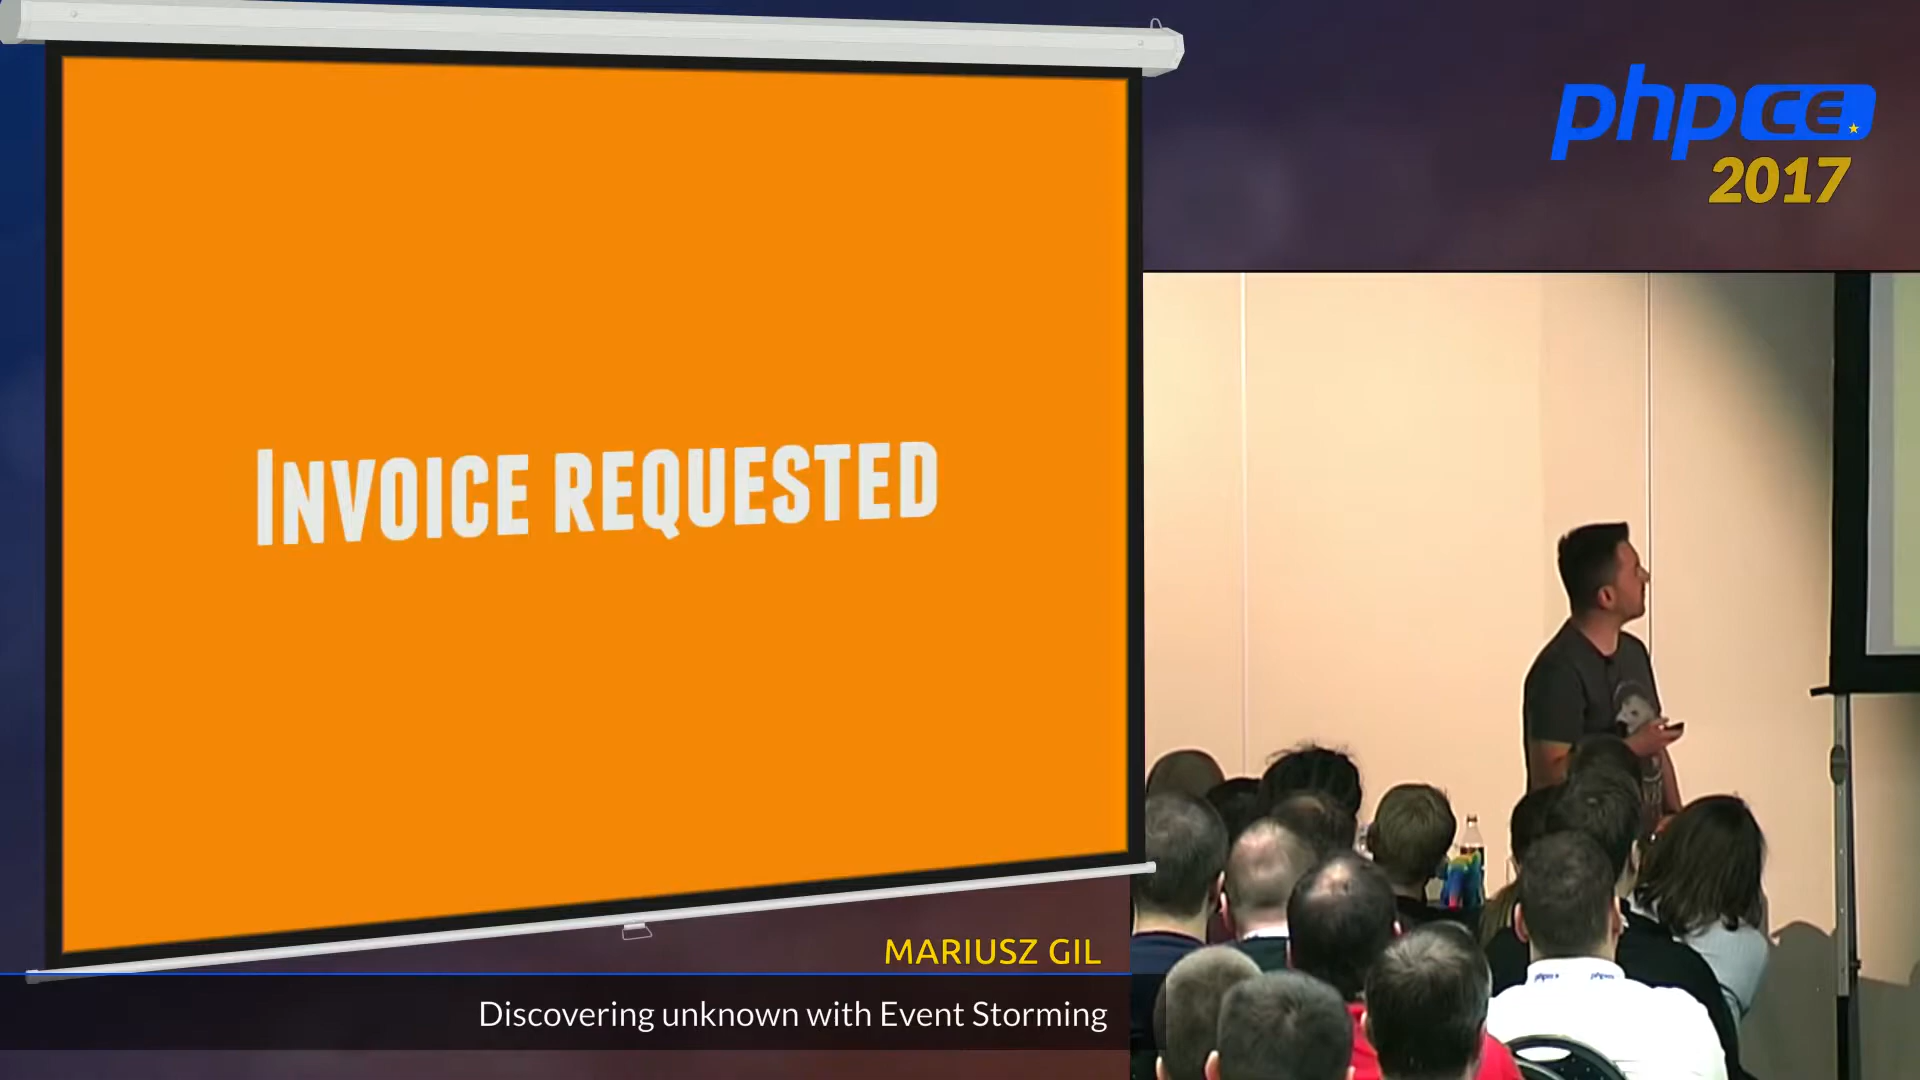 INVOICE REQUESTED
phpCE
2017
MARIUSZ GIL
Discovering unknown with Event Storming